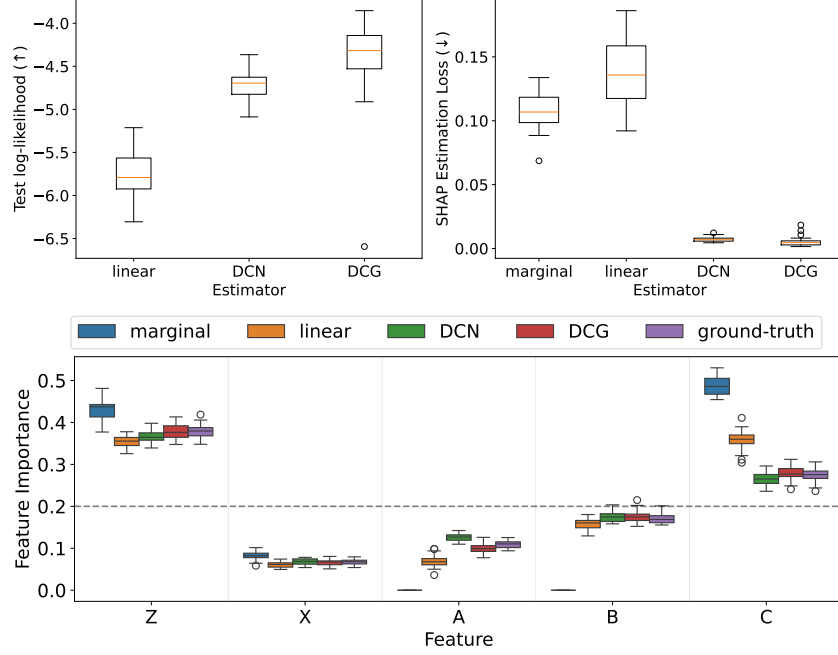 Test log-likelihood (↑)
−4.0
−4.5
−5.0
−5.5
−6.0
−6.5
linear
DCN
DCG
Estimator
SHAP Estimation Loss (↓)
0.15
0.10
0.05
0.00
marginal
linear
DCN
DCG
Estimator
marginal
linear
DCN
DCG
ground-truth
Feature Importance
0.5
0.4
0.3
0.2
0.1
0.0
Z
X
A
B
C
Feature